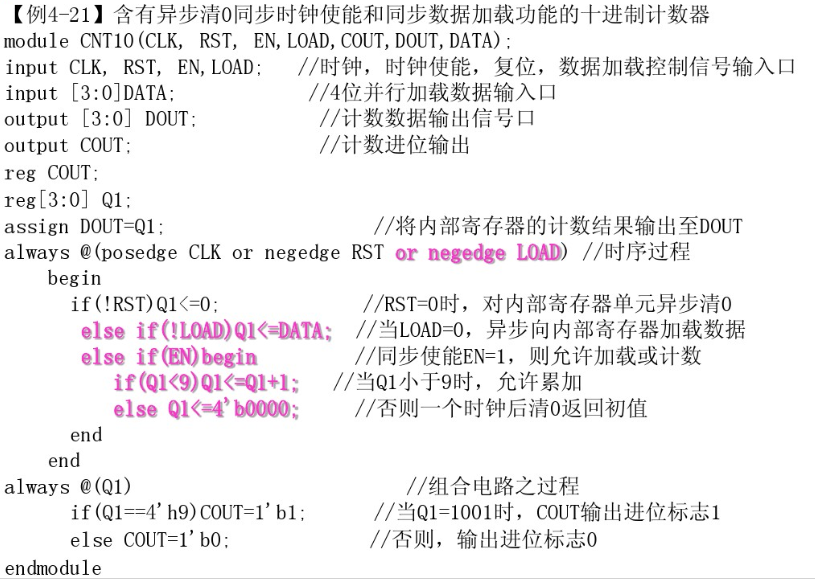 【例4-21】含有异步清0同步时钟使能和同步数据加载功能的十进制计数器
module CNT10(CLK, RST, EN,LOAD,COUT,DOUT,DATA);
input CLK, RST, EN,LOAD;   //时钟，时钟使能，复位，数据加载控制信号输入口
input [3:0]DATA;   //4位并行加载数据输入口
output [3:0] DOUT;   //计数数据输出信号口
output COUT;   //计数进位输出
reg COUT;
reg[3:0] Q1;
assign DOUT=Q1;   //将内部寄存器的计数结果输出至DOUT
always @(posedge CLK or negedge RST or negedge LOAD) //时序过程
begin
if(!RST)Q1<=0;   //RST=0时，对内部寄存器单元异步清0
else if(!LOAD)Q1<=DATA;   //当LOAD=0，异步向内部寄存器加载数据
else if(EN)begin   //同步使能EN=1，则允许加载或计数
if(Q1<9)Q1<=Q1+1;   //当Q1小于9时，允许累加
else Q1<=4'b0000;   //否则一个时钟后清0返回初值
end
end
always @(Q1)   //组合电路之过程
if(Q1==4'h9)COUT=1'b1;   //当Q1=1001时，COUT输出进位标志1
else COUT=1'b0;   //否则，输出进位标志0
endmodule